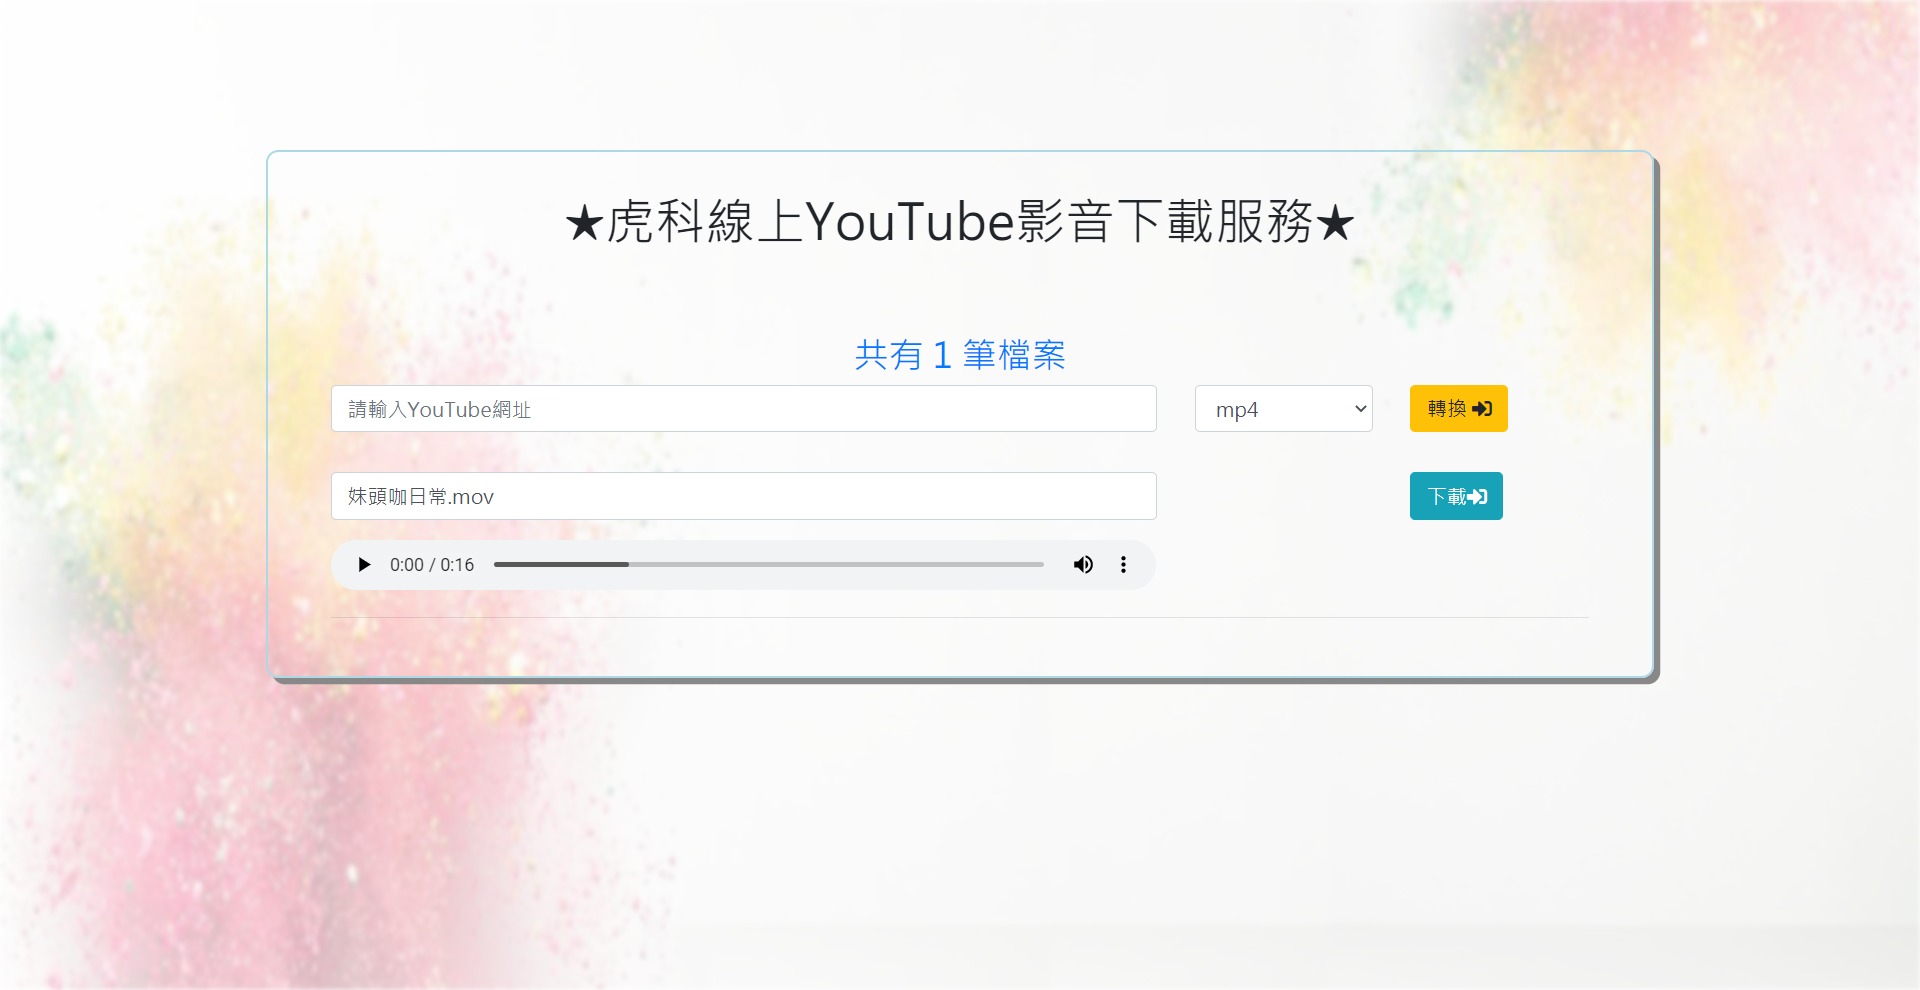 ★虎科線上YouTube影音下載服務★
共有 1 筆檔案
請輸入YouTube網址
mp4
轉換
妹頭咖日常.mov
下載
0:00 / 0:16